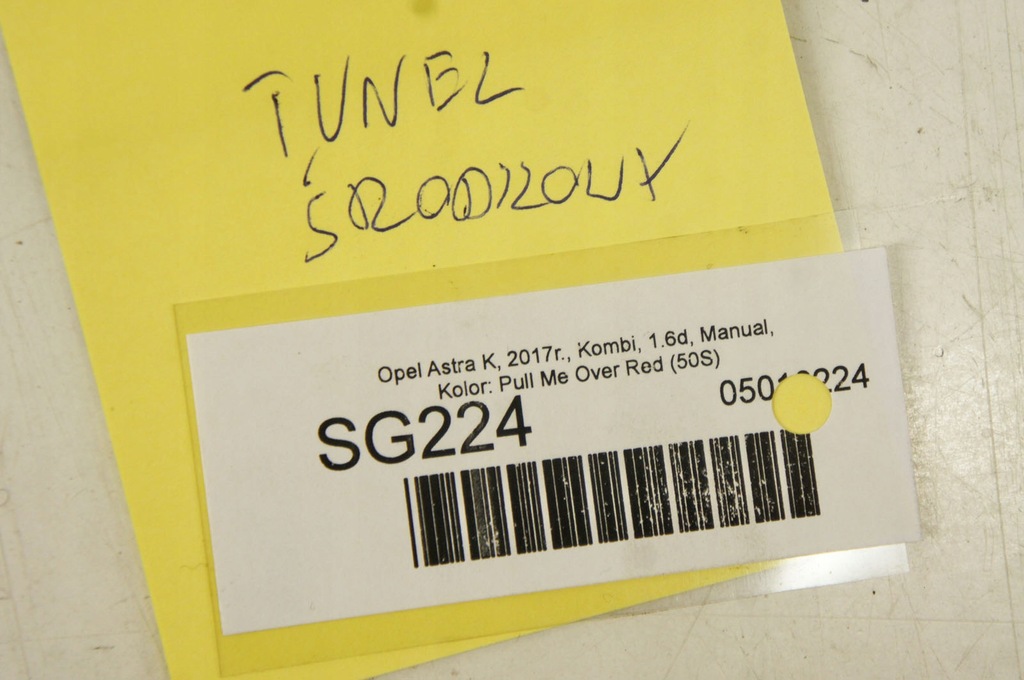 TUNEL
ŚRODKOWY
Opel Astra K, 2017r., Kombi, 1.6d, Manual,
Kolor: Pull Me Over Red (50S)
SG224